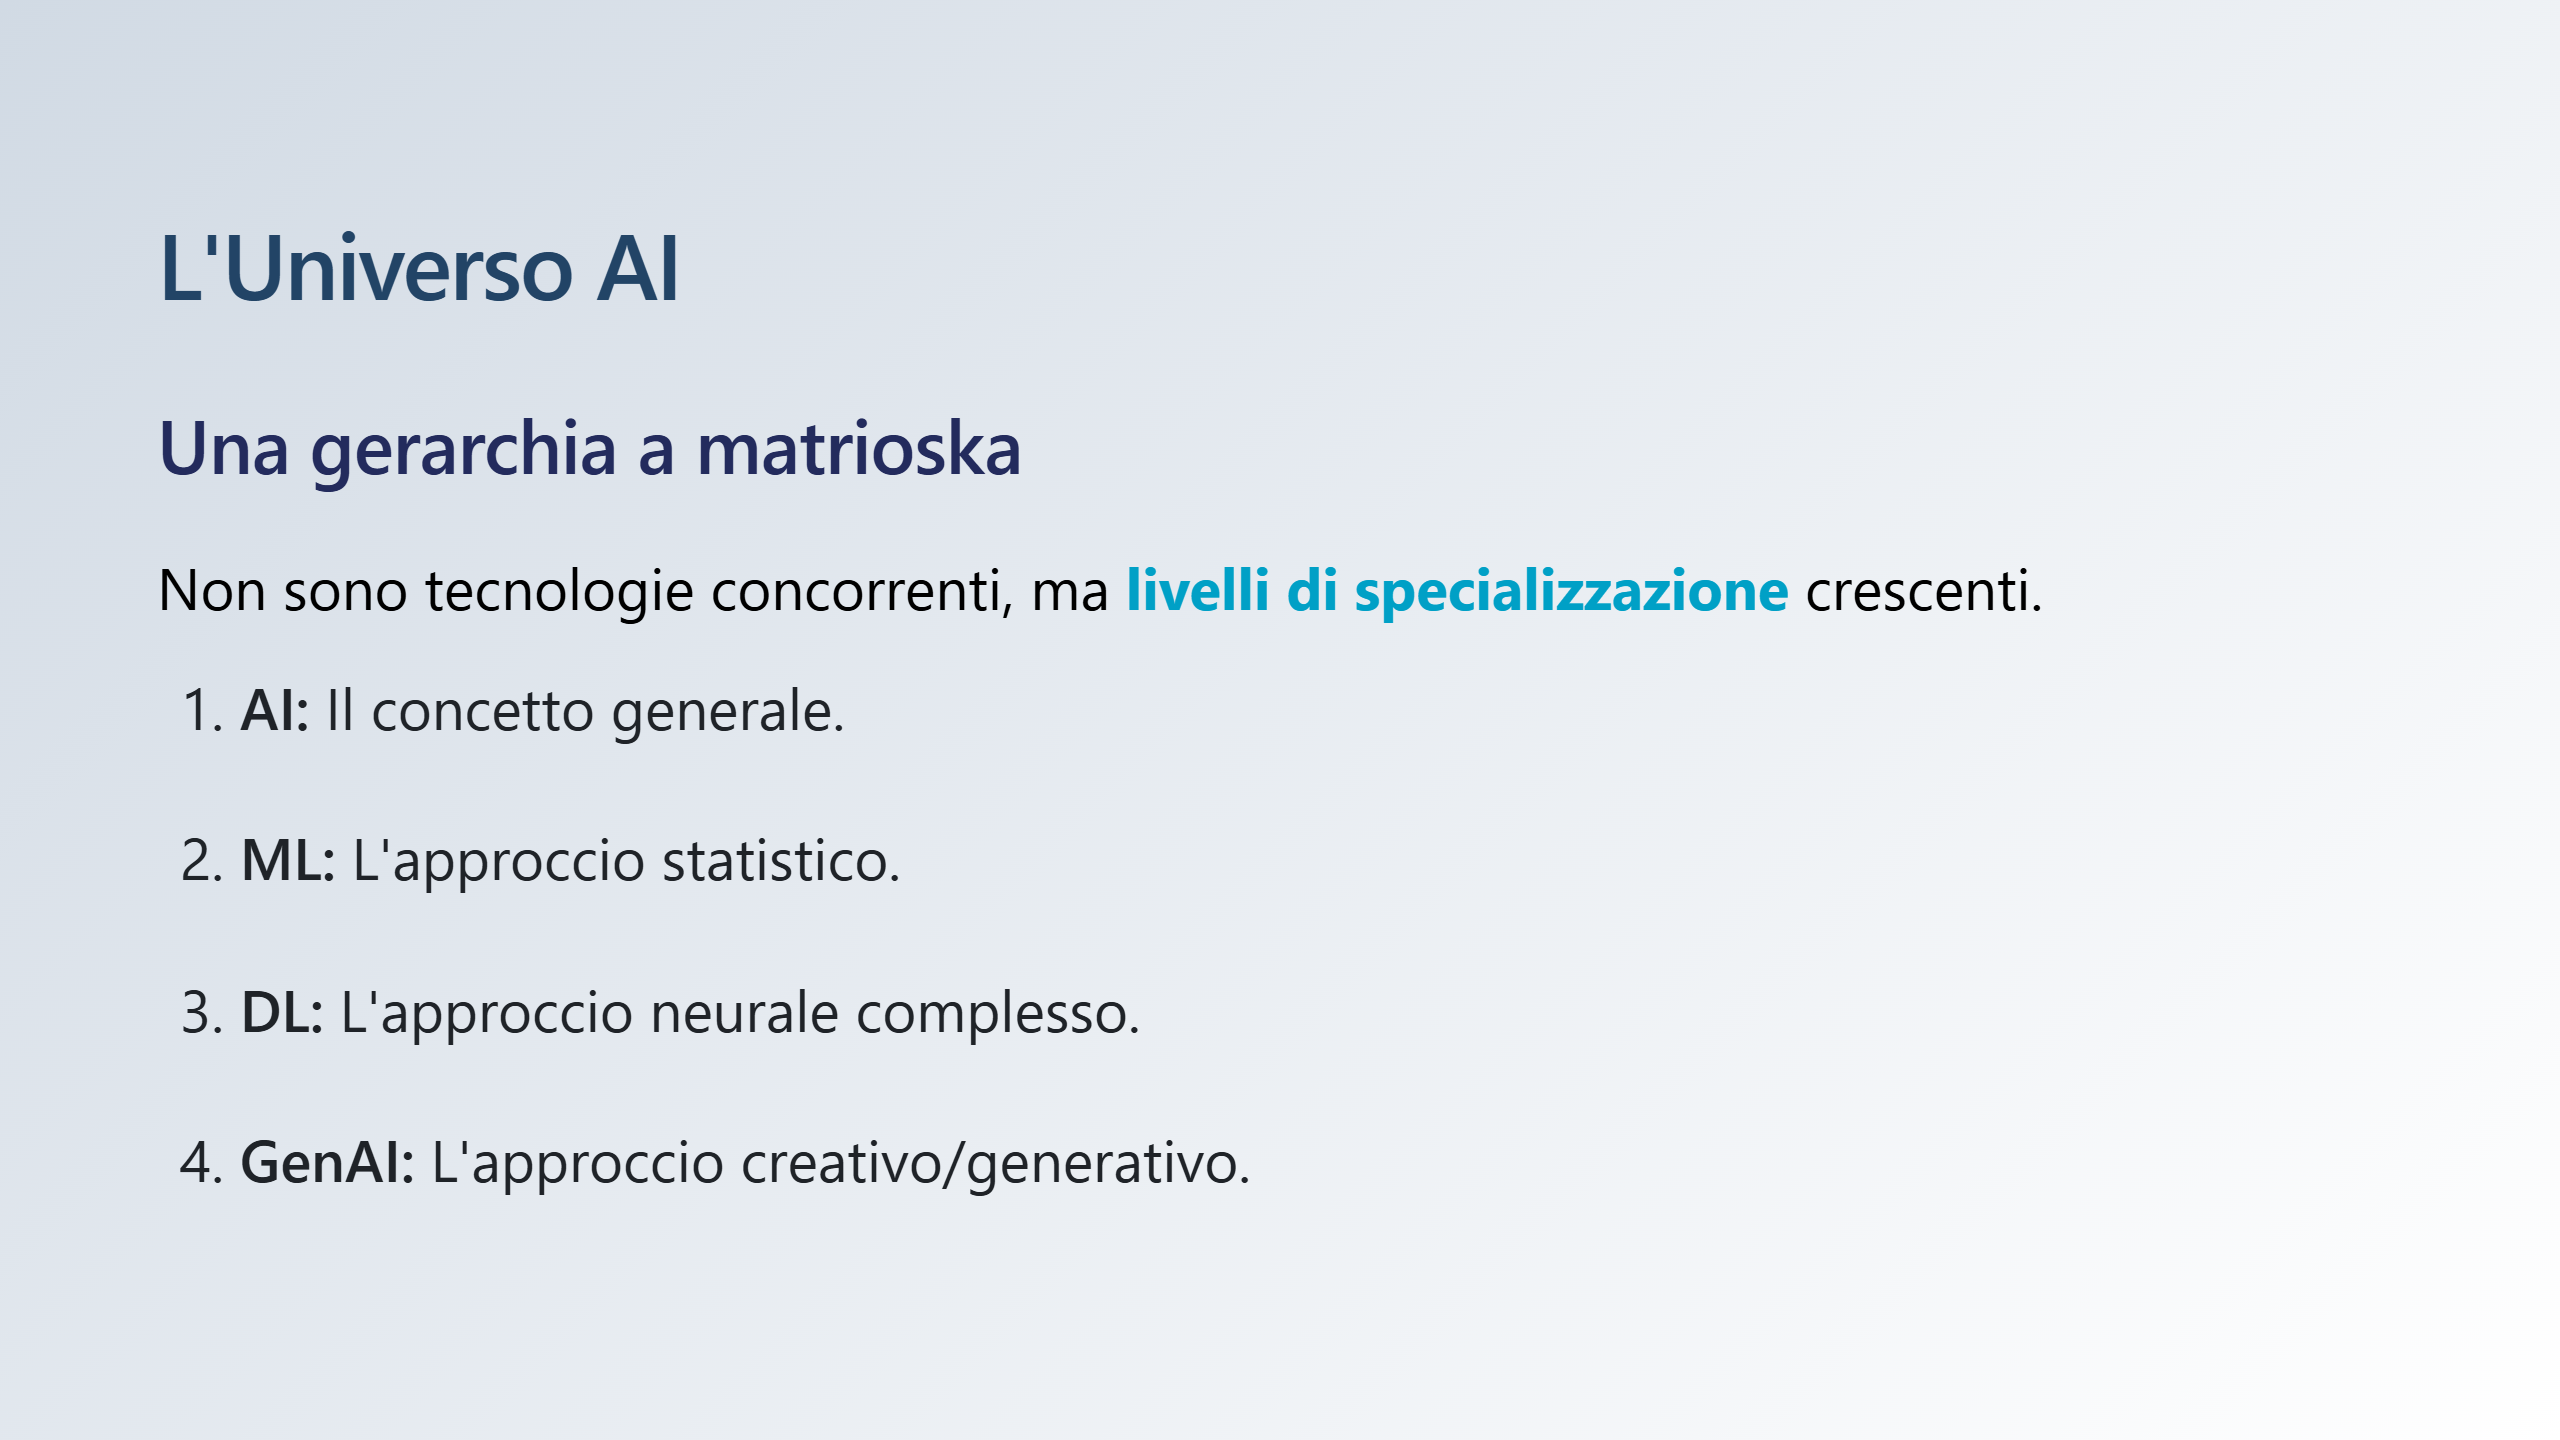 L'Universo AI
Una gerarchia a matrioska
Non sono tecnologie concorrenti, ma livelli di specializzazione crescenti.
1. AI: Il concetto generale.
2. ML: L'approccio statistico.
3. DL: L'approccio neurale complesso.
4. GenAI: L'approccio creativo/generativo.